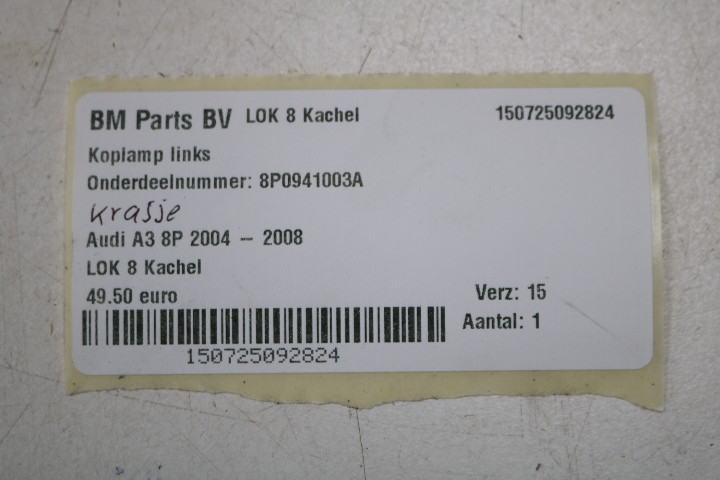 BM Parts BV LOK 8 Kachel 150725092824
Koplamp links
Onderdeelnummer: 8P0941003A
krasje
Audi A3 8P 2004 – 2008
LOK 8 Kachel
49.50 euro Verz: 15
Aantal: 1
150725092824